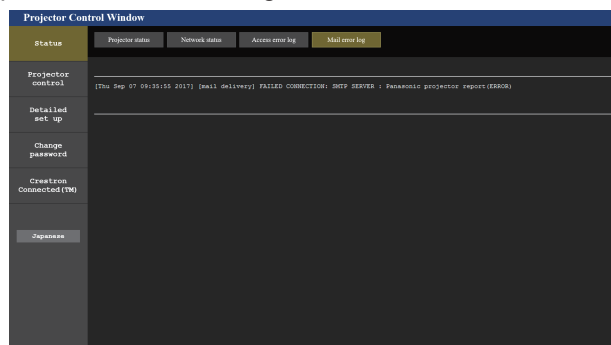 Projector Control Window
Status
Projector status
Network status
Access error log
Mail error log
Projector
control
[Thu Sep 07 09:35:55 2017] [mail delivery] FAILED CONNECTION: SMTP SERVER : Panasonic projector report(ERROR)
Detailed
set up
Change
password
Crestron
Connected(TM)
Japanese